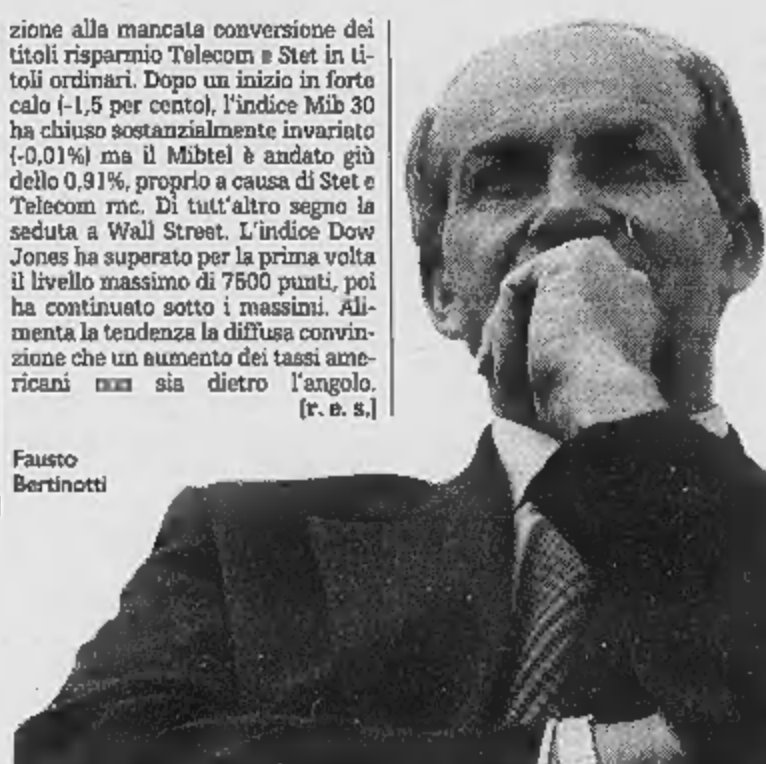 zione alla mancata conversione dei
titoli risparmio Telecom e Stet in ti-
toli ordinari. Dopo un inizio in forte
calo (-1,5 per cento), l'indice Mib 30
ha chiuso sostanzialmente invariato
(-0,01%) ma il Mibtel è andato giù
dello 0,91%, proprio a causa di Stet e
Telecom rnc. Di tutt'altro segno la
seduta a Wall Street. L'indice Dow
Jones ha superato per la prima volta
il livello massimo di 7500 punti, poi
ha continuato sotto i massimi. Ali-
menta la tendenza la diffusa convin-
zione che un aumento dei tassi ame-
ricani sia dietro l'angolo.
[r. e. s.]
Fausto
Bertinotti